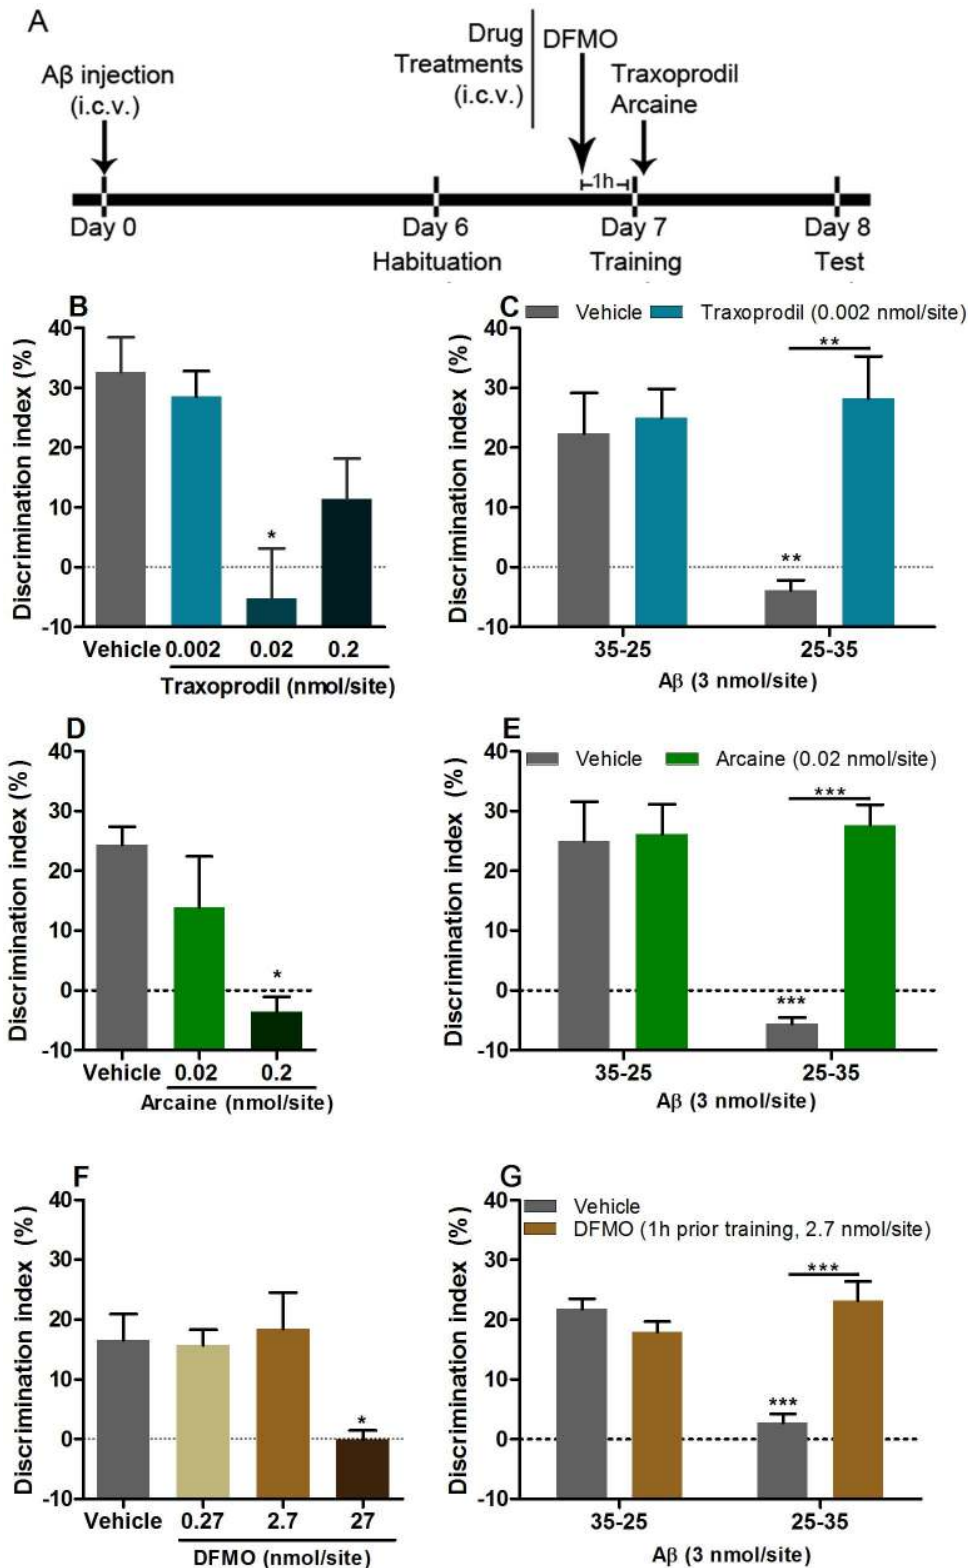 A
Aβ injection
(i.c.v.)
Drug
Treatments
(i.c.v.)
DFMO
Traxoprodil
Arcaine
1h
Day 0
Day 6
Day 7
Day 8
Habituation
Training
Test
B
Discrimination index (%)
40
30
20
10
0
-10
*
Vehicle 0.002 0.02 0.2
Traxoprodil (nmol/site)
C
Vehicle Traxoprodil (0.002 nmol/site)
Discrimination index (%)
40
30
20
10
0
-10
**
**
35-25 25-35
Aβ (3 nmol/site)
D
Discrimination index (%)
40
30
20
10
0
-10
*
Vehicle 0.02 0.2
Arcaine (nmol/site)
E
Vehicle Arcaine (0.02 nmol/site)
Discrimination index (%)
40
30
20
10
0
-10
***
***
35-25 25-35
Aβ (3 nmol/site)
F
Discrimination index (%)
40
30
20
10
0
-10
*
Vehicle 0.27 2.7 27
DFMO (nmol/site)
G
Vehicle
DFMO (1h prior training, 2.7 nmol/site)
Discrimination index (%)
40
30
20
10
0
-10
***
***
35-25 25-35
Aβ (3 nmol/site)